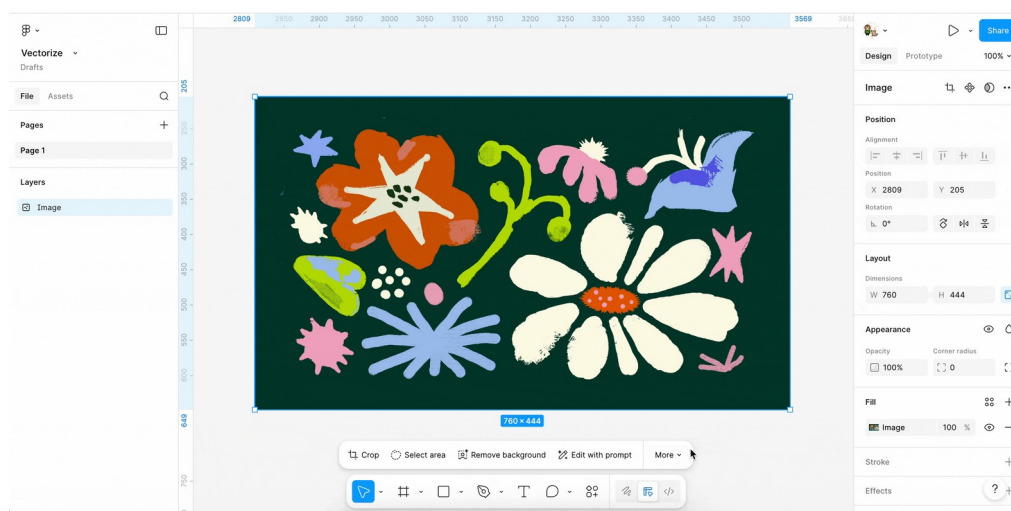 2809 2850 2900 2950 3000 3050 3100 3150 3200 3250 3300 3350 3400 3450 3500 3569
Vectorize
Drafts
File Assets
Pages
Page 1
Layers
Image
205
250
300
350
400
450
500
550
600
649
750
760 × 444
Crop Select area Remove background Edit with prompt More
Share
Design Prototype 100%
Image
Position
Alignment
Position
X 2809 Y 205
Rotation
0°
Layout
Dimensions
W 760 H 444
Appearance
Opacity Corner radius
100% 0
Fill
Image 100 %
Stroke
Effects
?